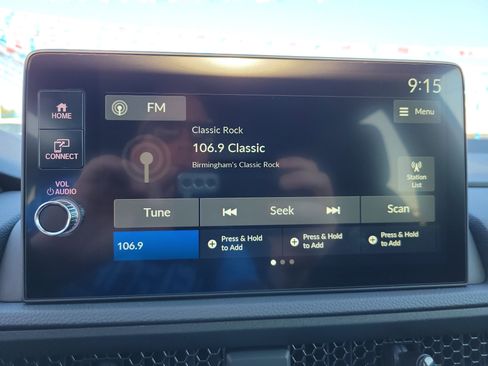 9:15
HOME
FM
Menu
Classic Rock
106.9 Classic
Birmingham's Classic Rock
CONNECT
Station
List
VOL
AUDIO
Tune
Seek
Scan
106.9
Press & Hold
to Add
Press & Hold
to Add
Press & Hold
to Add